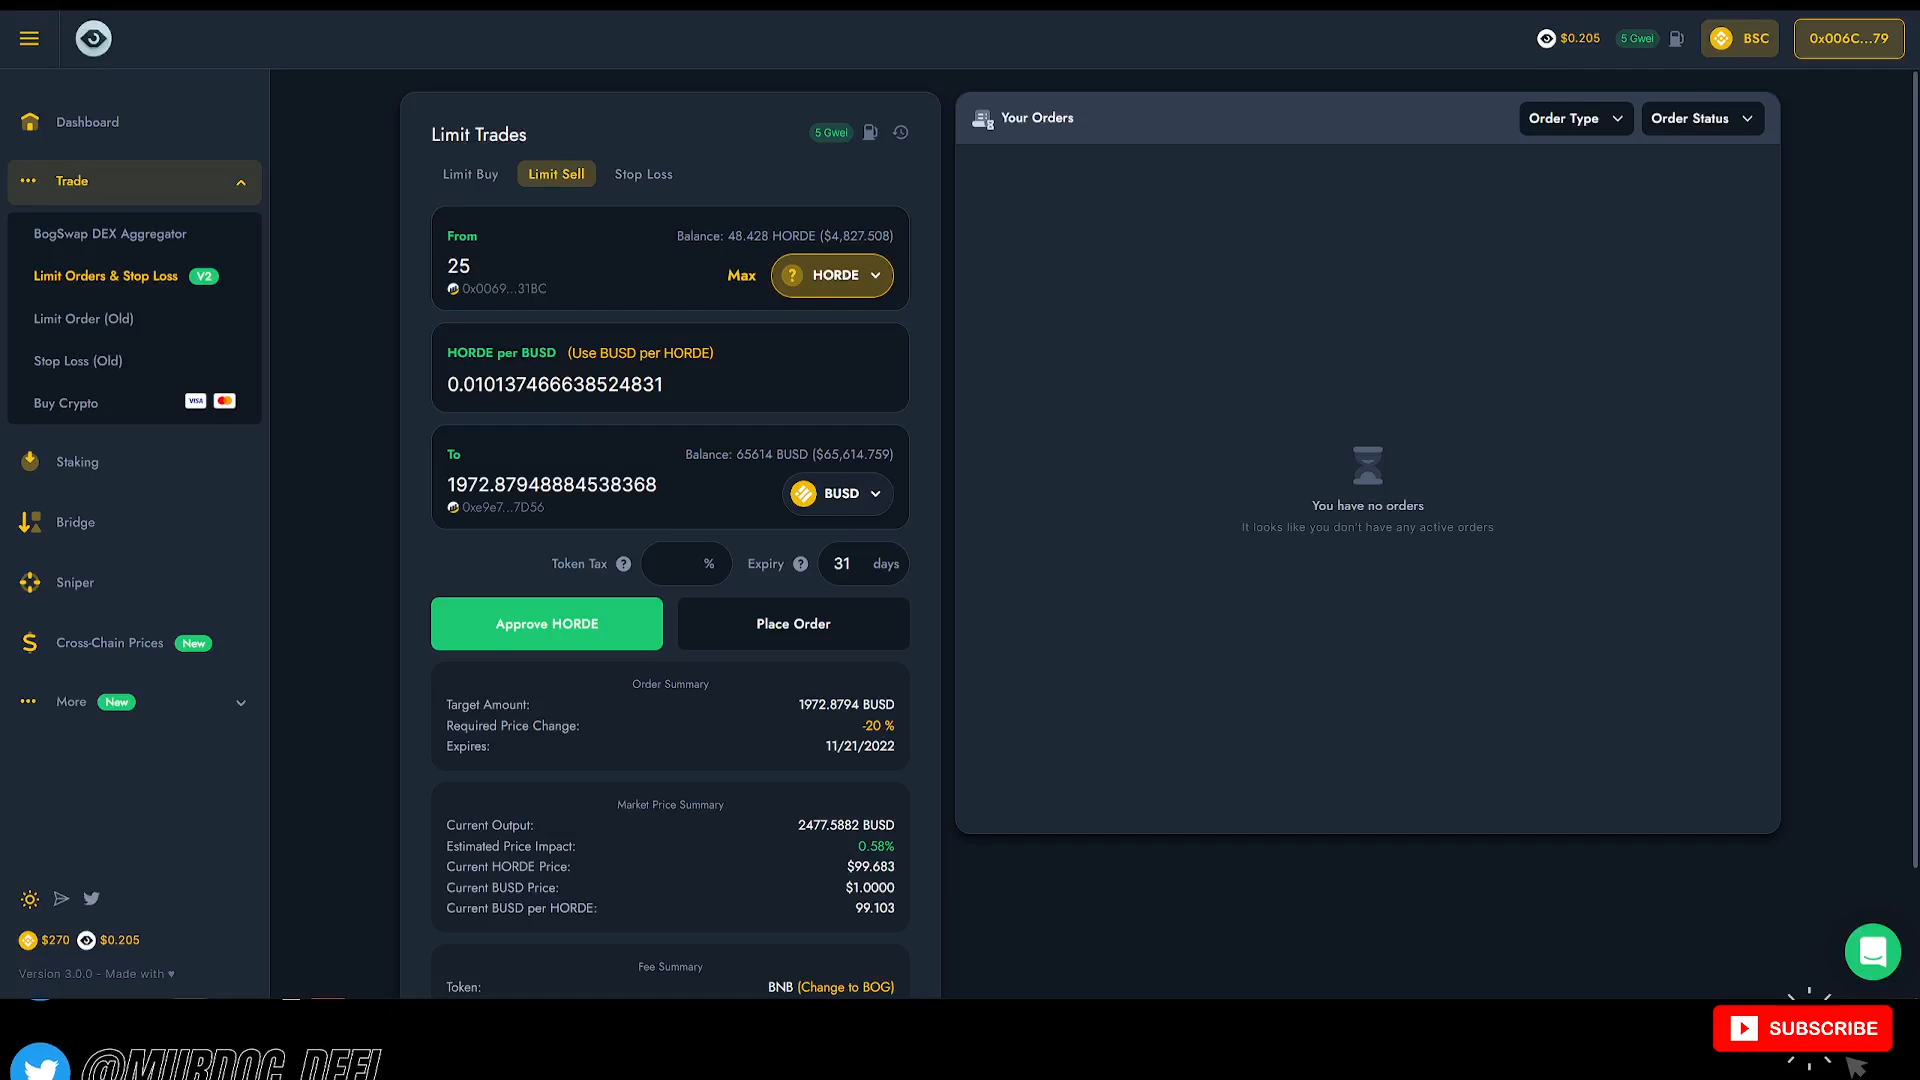 $0.205
5 Gwei
BSC
0x006C...79
Dashboard
Trade
BogSwap DEX Aggregator
Limit Orders & Stop Loss V2
Limit Order (Old)
Stop Loss (Old)
Buy Crypto VISA
Staking
Bridge
Sniper
Cross-Chain Prices New
More New
$270 $0.205
Version 3.0.0 - Made with ♥
Limit Trades
5 Gwei
Limit Buy Limit Sell Stop Loss
From
Balance: 48.428 HORDE ($4,827.508)
25
Max
? HORDE
0x0069...31BC
HORDE per BUSD (Use BUSD per HORDE)
0.010137466638524831
To
Balance: 65614 BUSD ($65,614.759)
1972.87948884538368
BUSD
0xe9e7...7D56
Token Tax ? % Expiry ? 31 days
Approve HORDE
Place Order
Order Summary
Target Amount: 1972.8794 BUSD
Required Price Change: -20 %
Expires: 11/21/2022
Market Price Summary
Current Output: 2477.5882 BUSD
Estimated Price Impact: 0.58%
Current HORDE Price: $99.683
Current BUSD Price: $1.0000
Current BUSD per HORDE: 99.103
Fee Summary
Token: BNB (Change to BOG)
Your Orders
Order Type
Order Status
You have no orders
It looks like you don't have any active orders
SUBSCRIBE
@MURDOC_DEFI